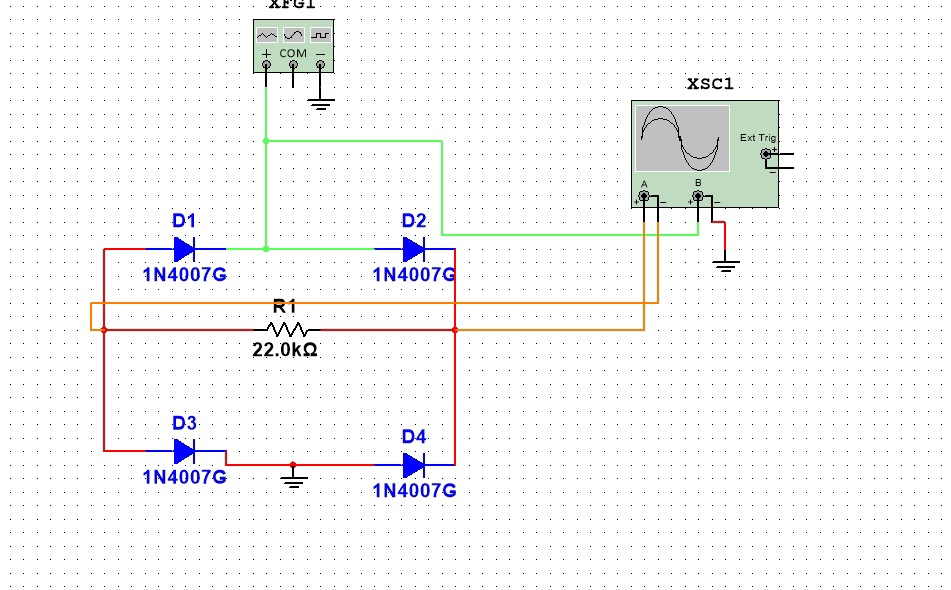 XFG1
+ COM −
XSC1
Ext Trig
+
−
A B
+ − + −
D1 D2
1N4007G 1N4007G
R1
22.0kΩ
D3 D4
1N4007G 1N4007G